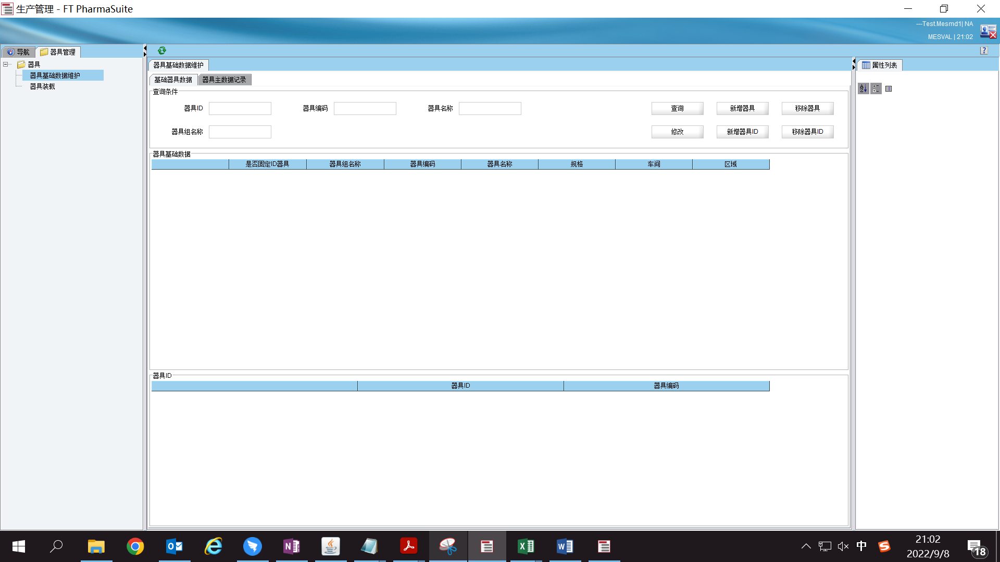 生产管理 - FT PharmaSuite
---Test.Mesmd1| NA
MESVAL | 21:02
导航
器具管理
器具
器具基础数据维护
器具装载
器具基础数据维护
基础器具数据
器具主数据记录
查询条件
器具ID
器具编码
器具名称
查询
新增器具
移除器具
器具组名称
修改
新增器具ID
移除器具ID
器具基础数据
是否固定ID器具
器具组名称
器具编码
器具名称
规格
车间
区域
器具ID
器具ID
器具编码
属性列表
中
21:02
2022/9/8
18